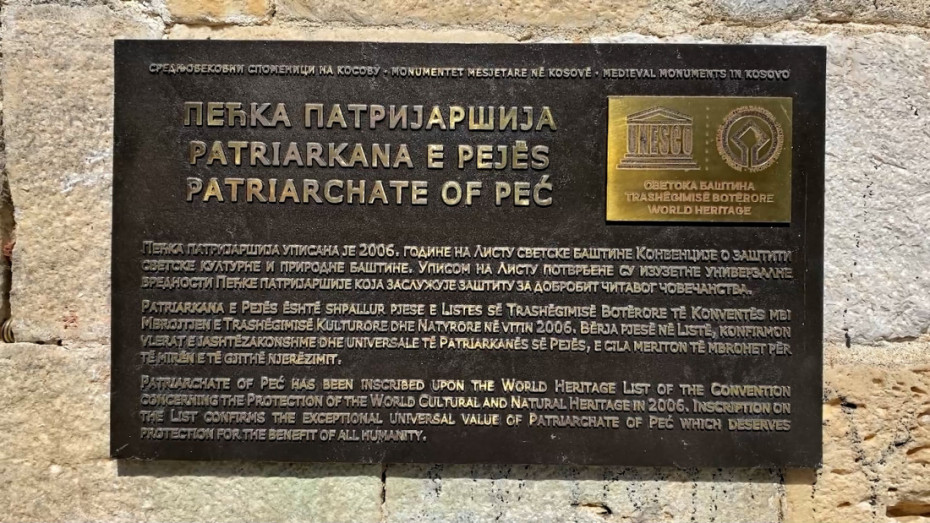 СРЕДЊОВЕКОВНИ СПОМЕНИЦИ НА КОСОВУ · MONUMENTET MESJETARE NË KOSOVË · MEDIEVAL MONUMENTS IN KOSOVO
ПЕЋКА ПАТРИЈАРШИЈА
PATRIARKANA E PEJËS
PATRIARCHATE OF PEĆ
UNESCO
СВЕТСКА БАШТИНА
TRASHËGIMISË BOTËRORE
WORLD HERITAGE
ПЕЋКА ПАТРИЈАРШИЈА УПИСАНА ЈЕ 2006. ГОДИНЕ НА ЛИСТУ СВЕТСКЕ БАШТИНЕ КОНВЕНЦИЈЕ О ЗАШТИТИ
СВЕТСКЕ КУЛТУРНЕ И ПРИРОДНЕ БАШТИНЕ. УПИСОМ НА ЛИСТУ ПОТВРЂЕНЕ СУ ИЗУЗЕТНЕ УНИВЕРЗАЛНЕ
ВРЕДНОСТИ ПЕЋКЕ ПАТРИЈАРШИЈЕ КОЈА ЗАСЛУЖУЈЕ ЗАШТИТУ ЗА ДОБРОБИТ ЧИТАВОГ ЧОВЕЧАНСТВА.
PATRIARKANA E PEJËS ËSHTË SHPALLUR PJESE E LISTES SË TRASHËGIMISË BOTËRORE TË KONVENTËS MBI
MBROJTJEN E TRASHËGIMISË KULTURORE DHE NATYRORE NË VITIN 2006. BËRJA PJESË NË LISTË, KONFIRMON
VLERAT E JASHTËZAKONSHME DHE UNIVERSALE TË PATRIARKANËS SË PEJËS, E CILA MERITON TË MBROHET PËR
TË MIRËN E TË GJITHË NJERËZIMIT.
PATRIARCHATE OF PEĆ HAS BEEN INSCRIBED UPON THE WORLD HERITAGE LIST OF THE CONVENTION
CONCERNING THE PROTECTION OF THE WORLD CULTURAL AND NATURAL HERITAGE IN 2006. INSCRIPTION ON
THE LIST CONFIRMS THE EXCEPTIONAL UNIVERSAL VALUE OF PATRIARCHATE OF PEĆ WHICH DESERVES
PROTECTION FOR THE BENEFIT OF ALL HUMANITY.